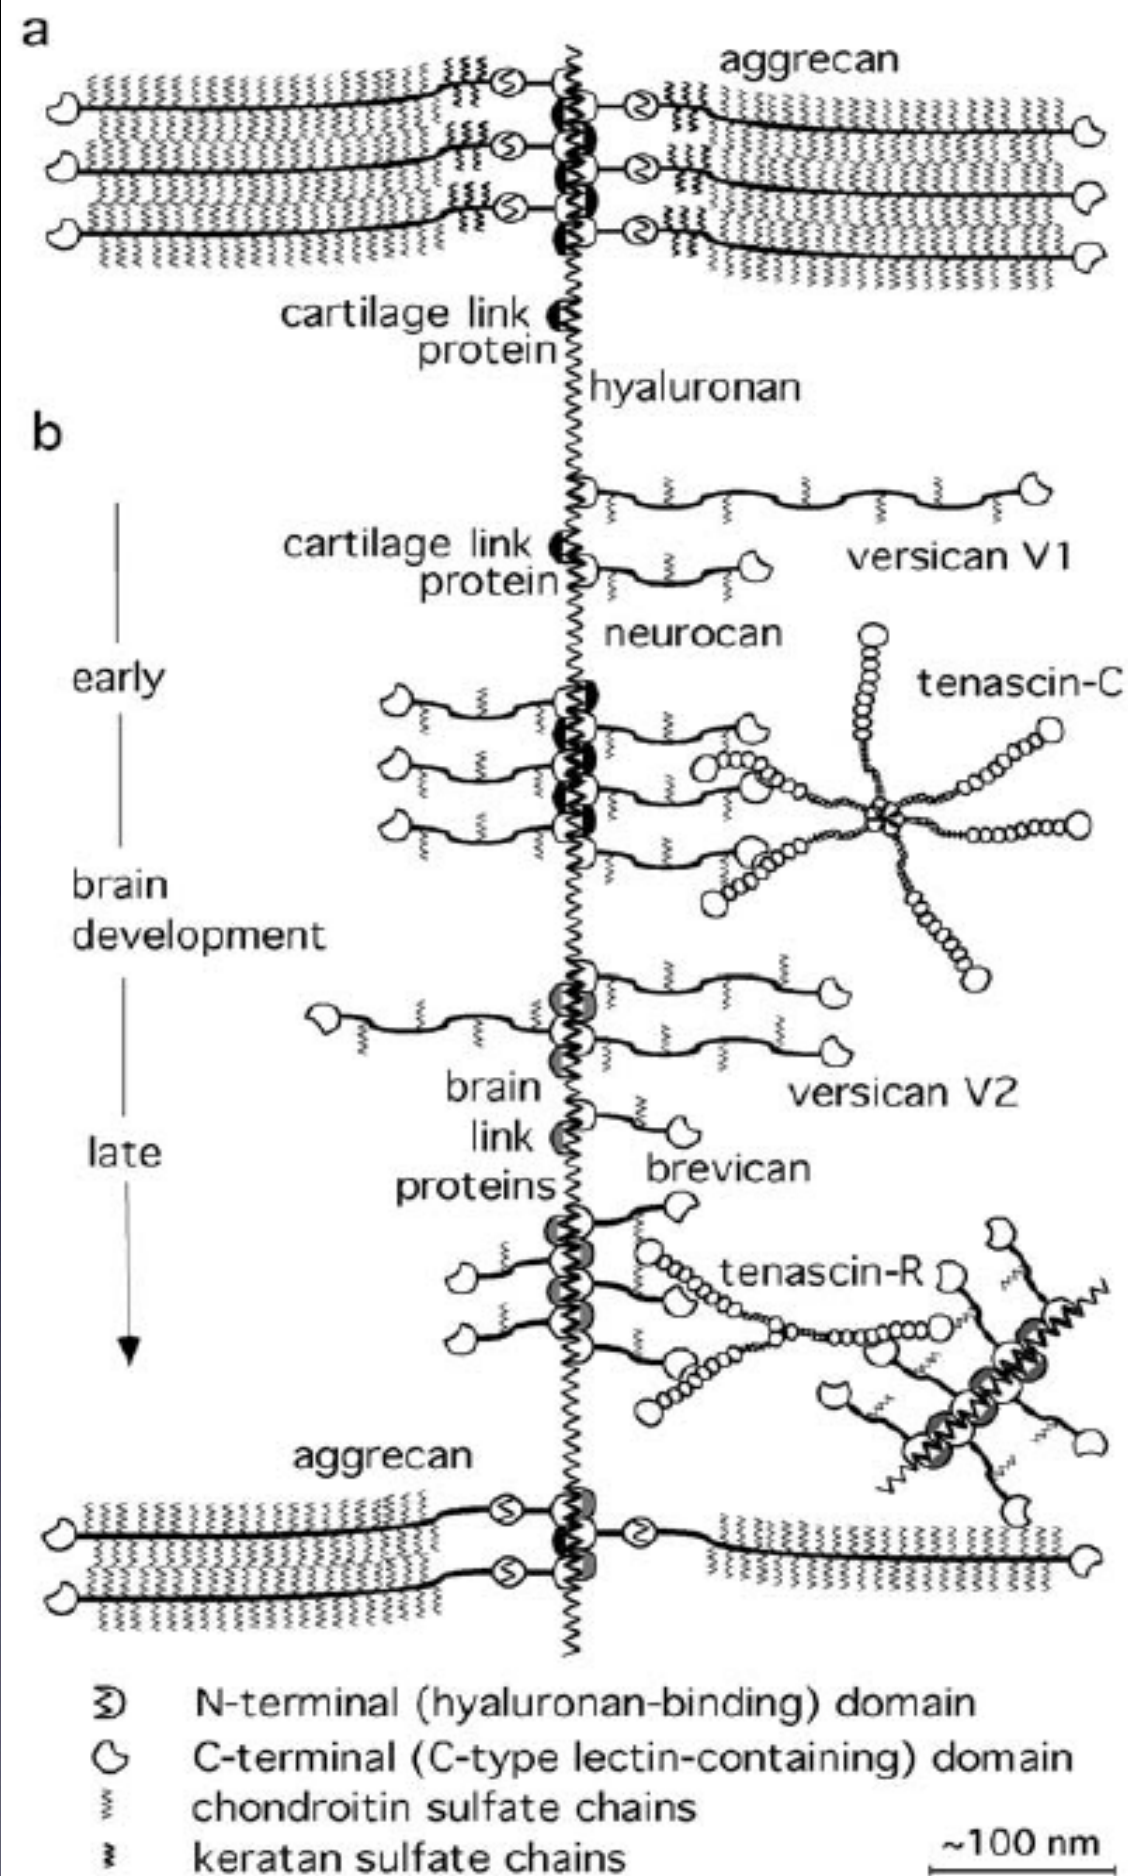 a
aggrecan
cartilage link
protein
hyaluronan
b
versican V1
cartilage link
protein
neurocan
early
tenascin-C
brain
development
versican V2
brain
link
proteins
late
brevican
tenascin-R
aggrecan
N-terminal (hyaluronan-binding) domain
C-terminal (C-type lectin-containing) domain
chondroitin sulfate chains
keratan sulfate chains
~100 nm